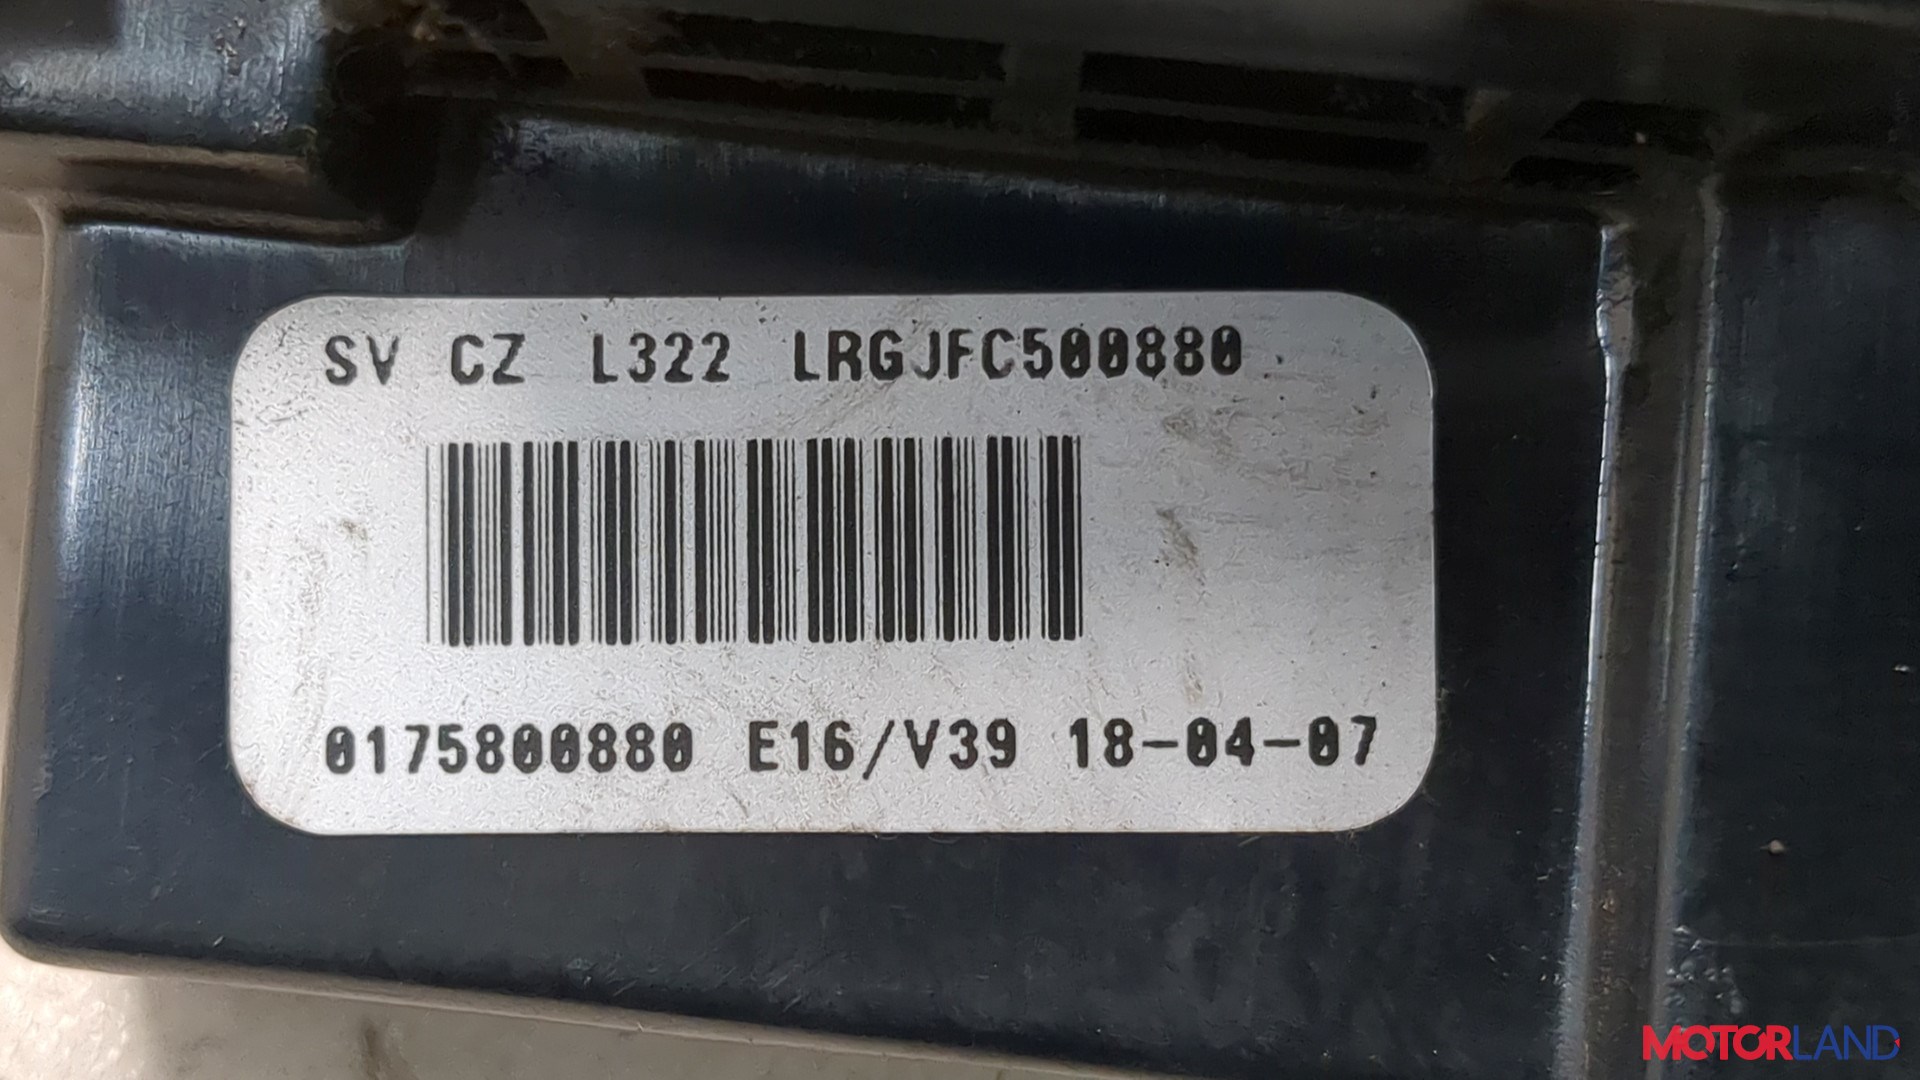 SV CZ L322 LRGJFC500880
0175800880 E16/V39 18-04-07
MOTORLAND